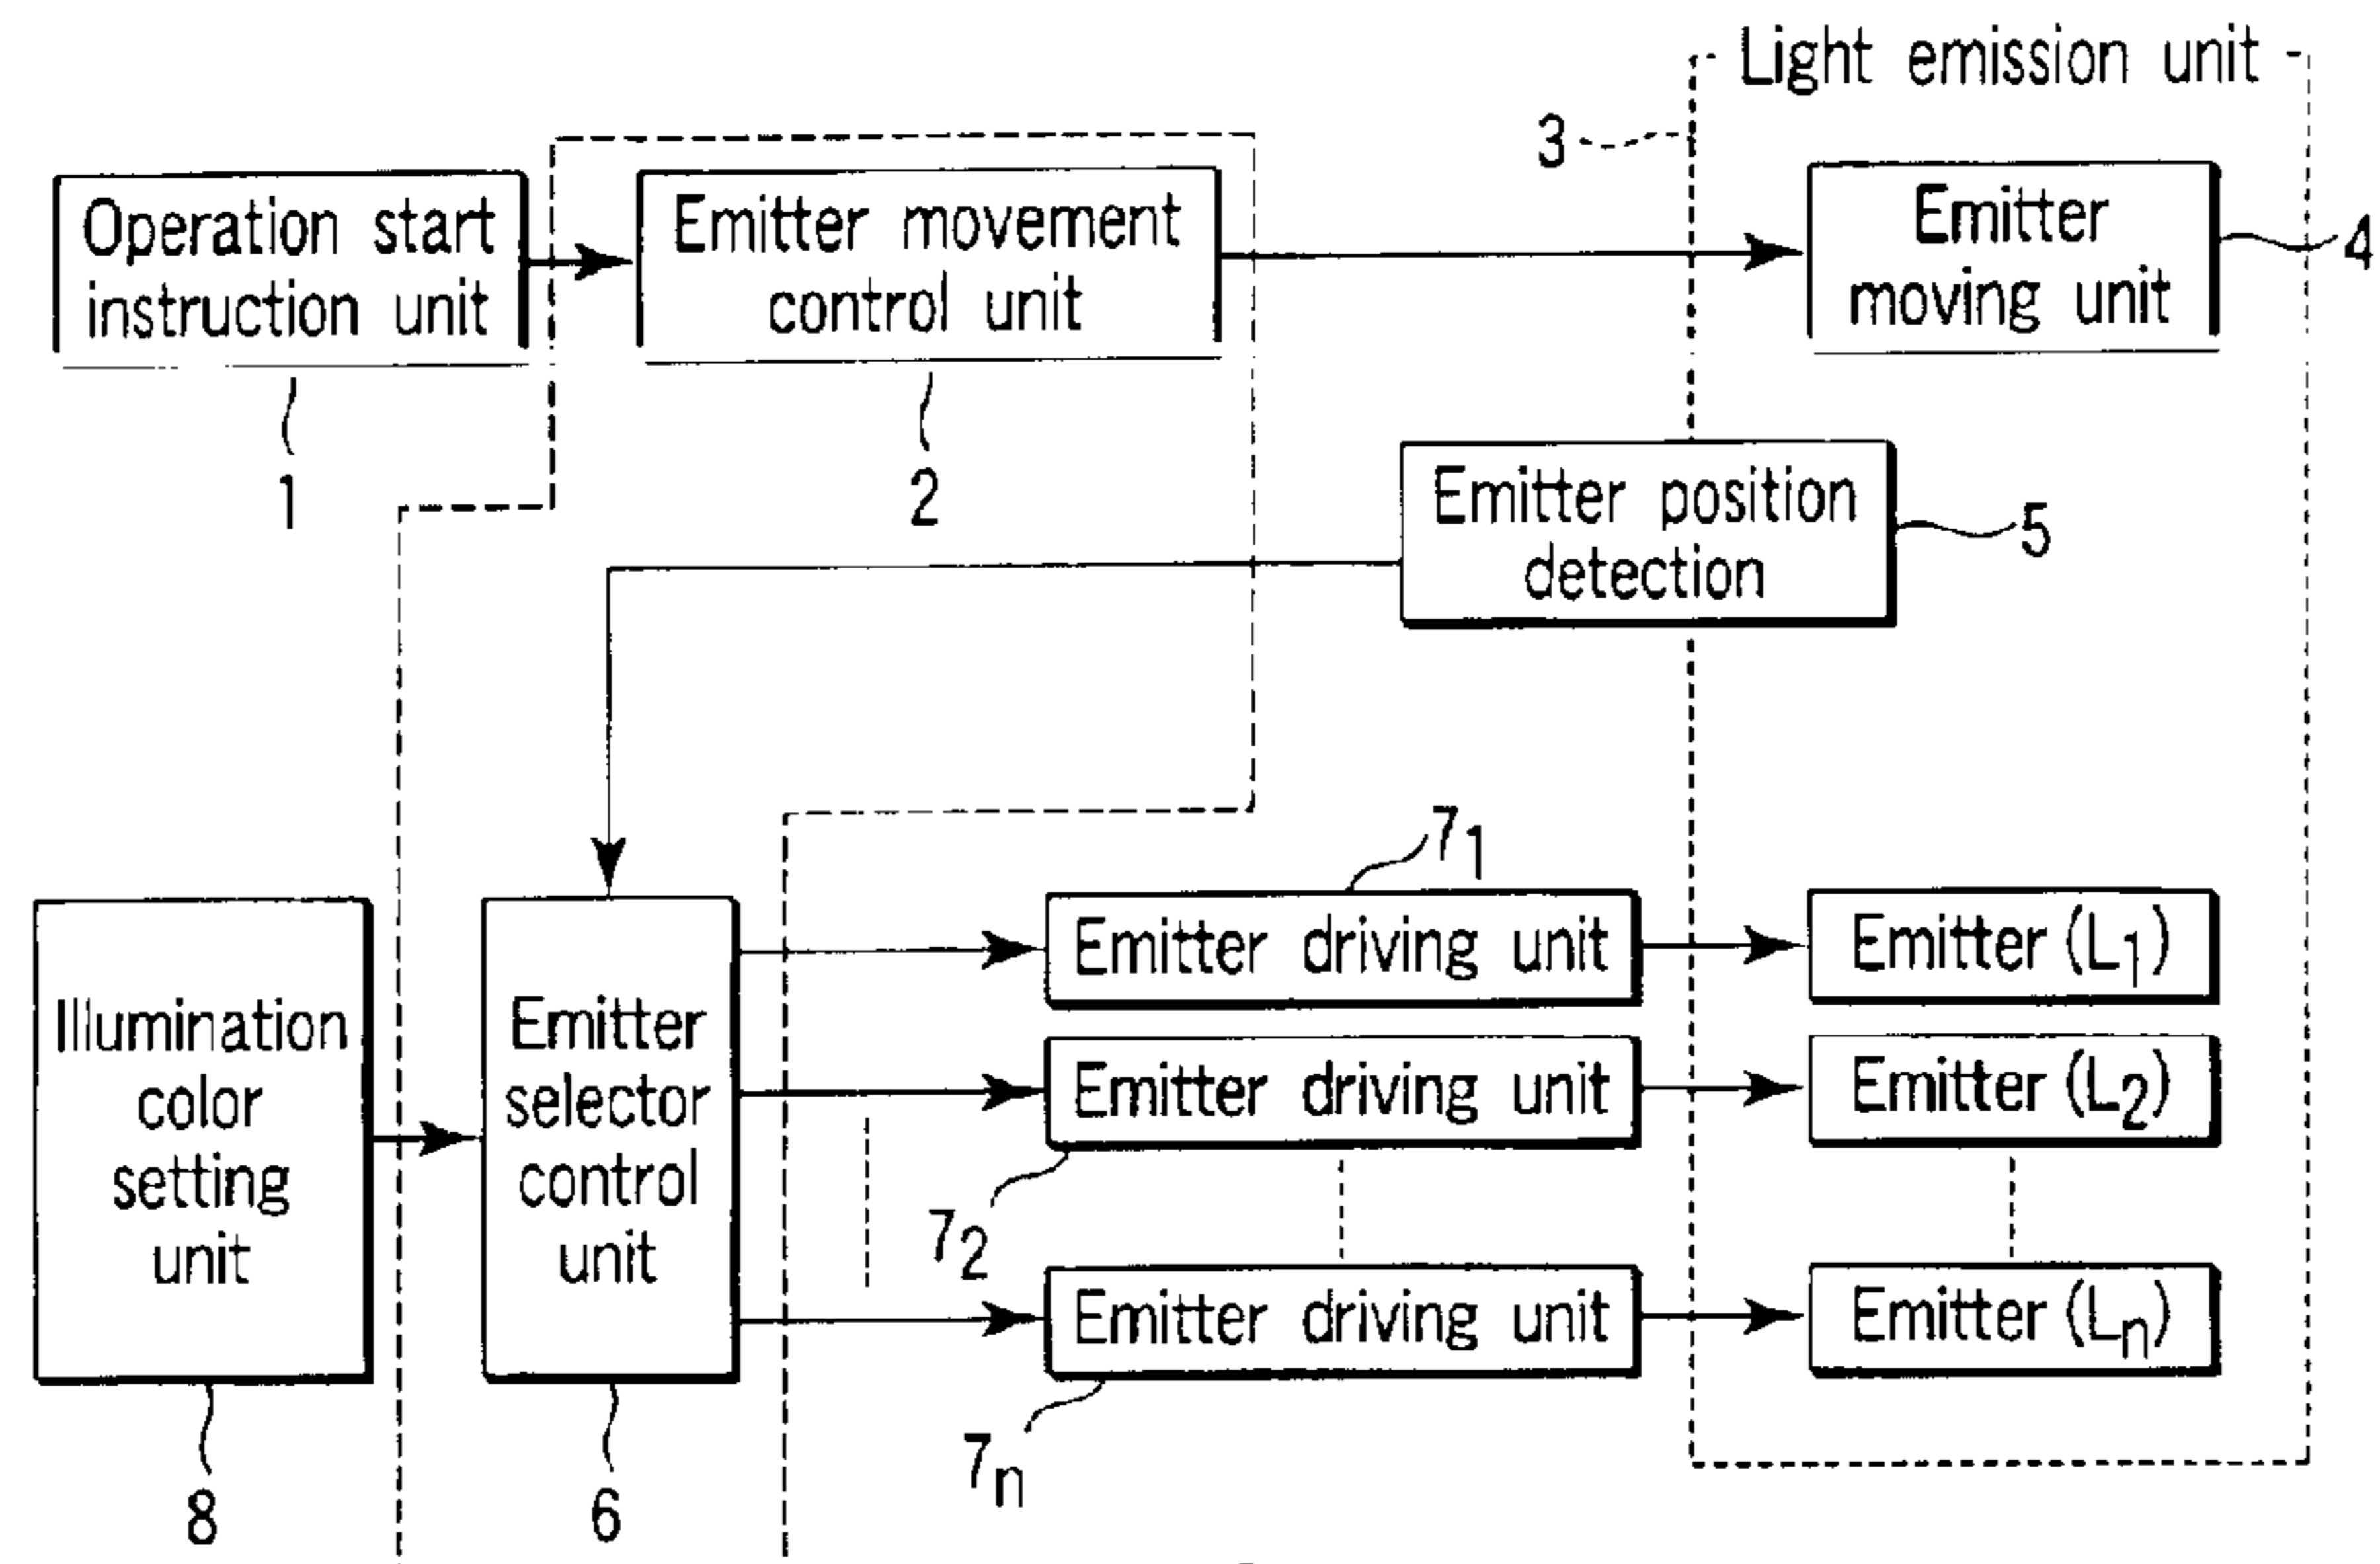 Light emission unit
3
Operation start
instruction unit
1
Emitter movement
control unit
2
Emitter
moving unit
4
Emitter position
detection
5
7₁
Illumination
color
setting
unit
8
Emitter
selector
control
unit
6
Emitter driving unit
Emitter (L₁)
Emitter driving unit
Emitter (L₂)
7₂
Emitter driving unit
Emitter (Lₙ)
7ₙ